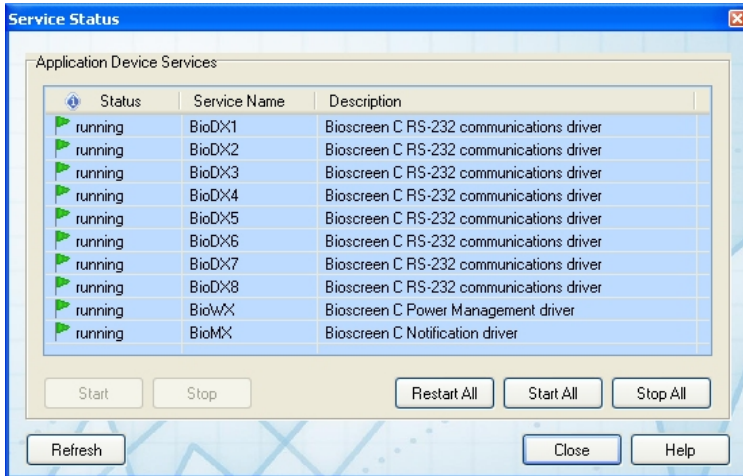 Service Status
Application Device Services
Status Service Name Description
running BioDX1 Bioscreen C RS-232 communications driver
running BioDX2 Bioscreen C RS-232 communications driver
running BioDX3 Bioscreen C RS-232 communications driver
running BioDX4 Bioscreen C RS-232 communications driver
running BioDX5 Bioscreen C RS-232 communications driver
running BioDX6 Bioscreen C RS-232 communications driver
running BioDX7 Bioscreen C RS-232 communications driver
running BioDX8 Bioscreen C RS-232 communications driver
running BioWX Bioscreen C Power Management driver
running BioMX Bioscreen C Notification driver
Start Stop Restart All Start All Stop All
Refresh Close Help